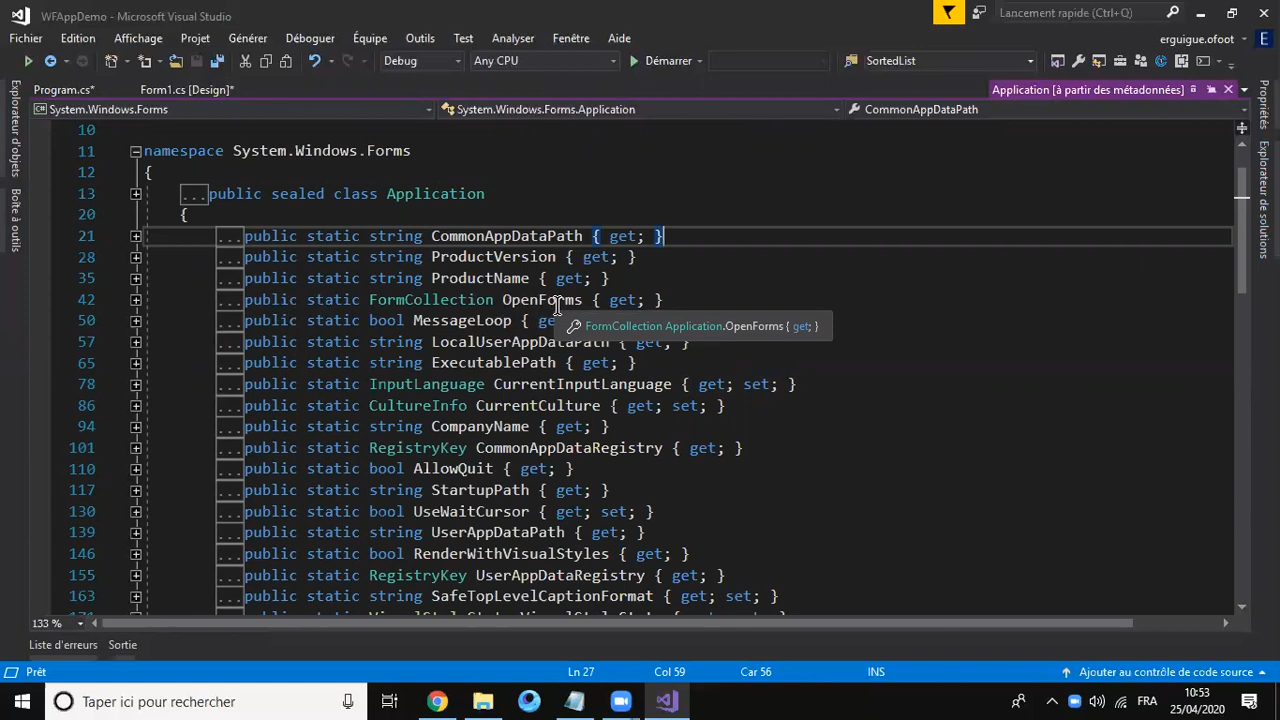 WFAppDemo - Microsoft Visual Studio
Lancement rapide (Ctrl+Q)
Fichier Edition Affichage Projet Générer Déboguer Équipe Outils Test Analyser Fenêtre Aide
erguigue.ofoot E
Debug Any CPU Démarrer SortedList
Program.cs* Form1.cs [Design]* Application [à partir des métadonnées]
System.Windows.Forms System.Windows.Forms.Application CommonAppDataPath
Explorateur d'objets
Boîte à outils
Propriétés
Explorateur de solutions
10
11 namespace System.Windows.Forms
12 {
13 ...public sealed class Application
20 {
21 ...public static string CommonAppDataPath { get; }
28 ...public static string ProductVersion { get; }
35 ...public static string ProductName { get; }
42 ...public static FormCollection OpenForms { get; }
50 ...public static bool MessageLoop { ge
FormCollection Application.OpenForms { get; }
57 ...public static string LocalUserAppDataPath { get; }
63 ...public static string ExecutablePath { get; }
78 ...public static InputLanguage CurrentInputLanguage { get; set; }
86 ...public static CultureInfo CurrentCulture { get; set; }
94 ...public static string CompanyName { get; }
101 ...public static RegistryKey CommonAppDataRegistry { get; }
110 ...public static bool AllowQuit { get; }
117 ...public static string StartupPath { get; }
130 ...public static bool UseWaitCursor { get; set; }
139 ...public static string UserAppDataPath { get; }
146 ...public static bool RenderWithVisualStyles { get; }
155 ...public static RegistryKey UserAppDataRegistry { get; }
163 ...public static string SafeTopLevelCaptionFormat { get; set; }
133 %
Liste d'erreurs Sortie
Prêt Ln 27 Col 59 Car 56 INS Ajouter au contrôle de code source
Taper ici pour rechercher
FRA
10:53
25/04/2020